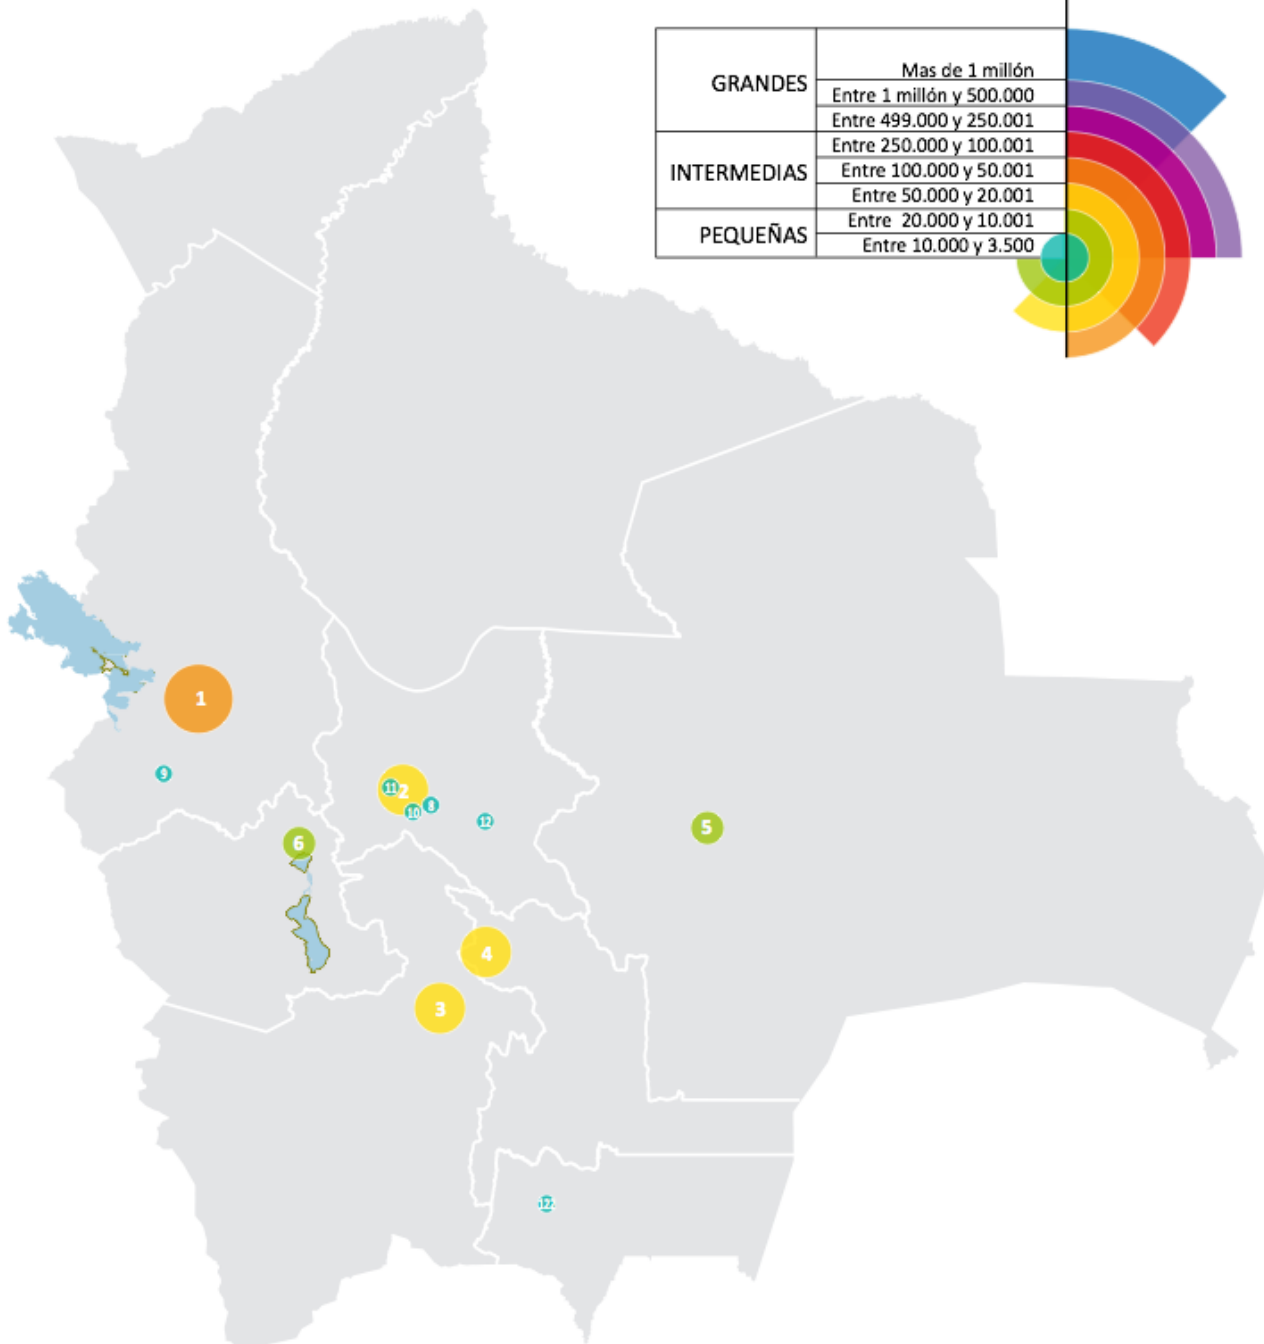 GRANDES
Mas de 1 millón
Entre 1 millón y 500.000
Entre 499.000 y 250.001
INTERMEDIAS
Entre 250.000 y 100.001
Entre 100.000 y 50.001
Entre 50.000 y 20.001
PEQUEÑAS
Entre 20.000 y 10.001
Entre 10.000 y 3.500
1
9
11
2
10
8
12
6
5
4
3